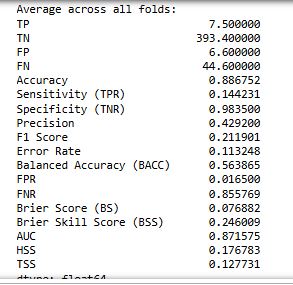 Average across all folds:
TP 7.500000
TN 393.400000
FP 6.600000
FN 44.600000
Accuracy 0.886752
Sensitivity (TPR) 0.144231
Specificity (TNR) 0.983500
Precision 0.429200
F1 Score 0.211901
Error Rate 0.113248
Balanced Accuracy (BACC) 0.563865
FPR 0.016500
FNR 0.855769
Brier Score (BS) 0.076882
Brier Skill Score (BSS) 0.246009
AUC 0.871575
HSS 0.176783
TSS 0.127731
dtype: float64